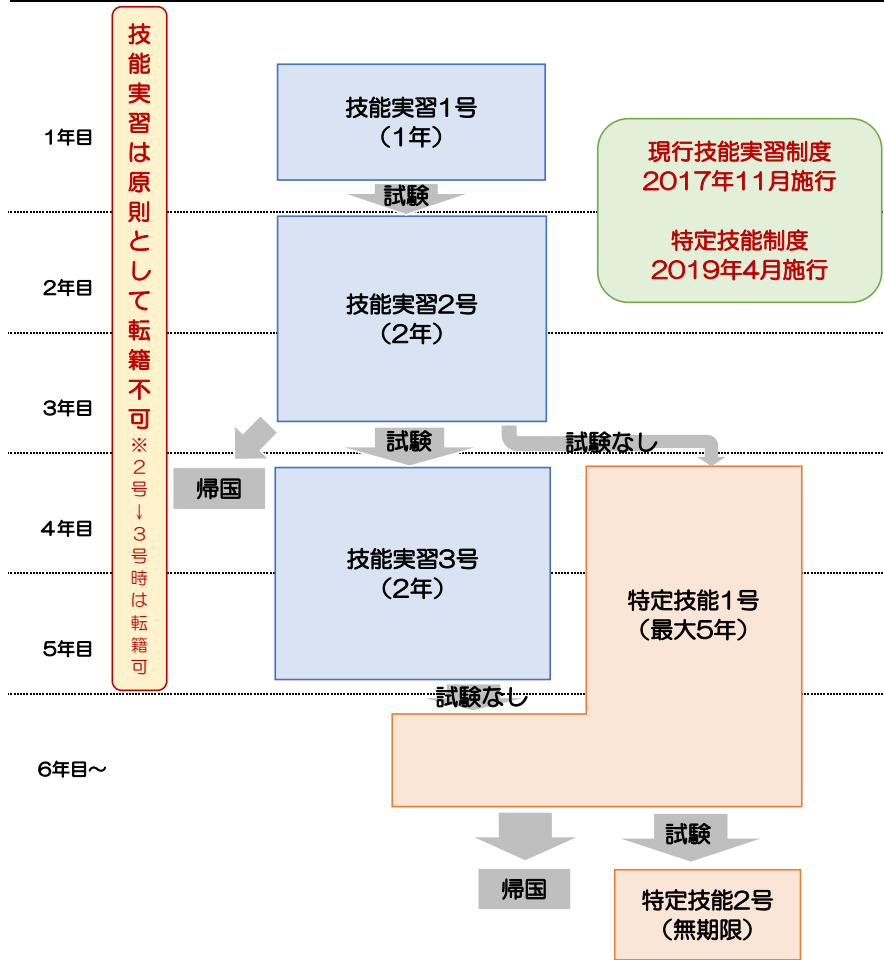 技能実習は原則として転籍不可※2号→3号時は転籍可
1年目
技能実習1号
（1年）
現行技能実習制度
2017年11月施行
特定技能制度
2019年4月施行
試験
2年目
技能実習2号
（2年）
3年目
試験
試験なし
帰国
4年目
技能実習3号
（2年）
特定技能1号
（最大5年）
5年目
試験なし
6年目～
試験
帰国
特定技能2号
（無期限）